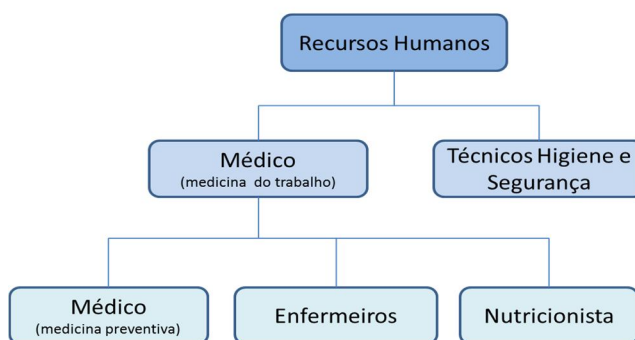 Recursos Humanos
Médico
(medicina do trabalho)
Técnicos Higiene e
Segurança
Médico
(medicina preventiva)
Enfermeiros
Nutricionista